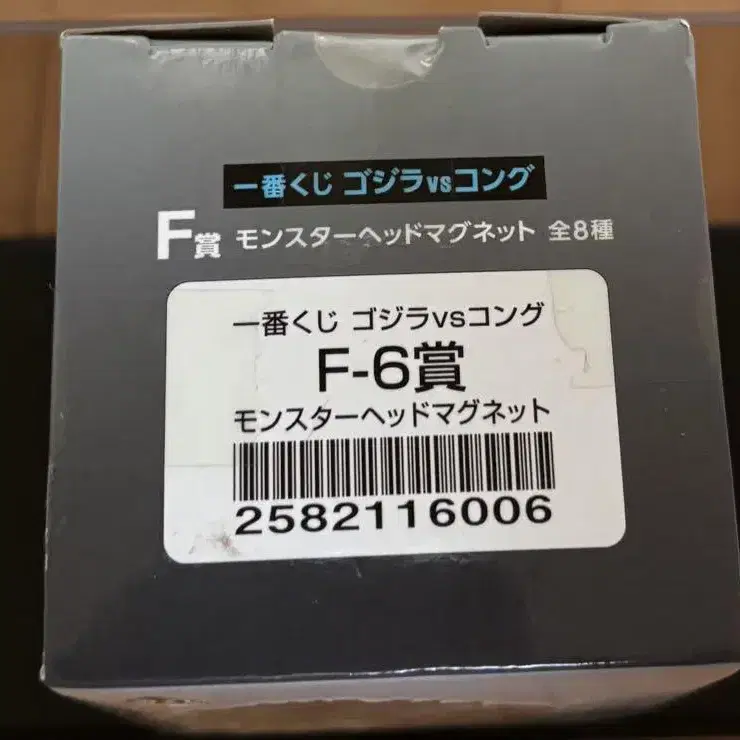 一番くじ ゴジラvsコング
F賞 モンスターヘッドマグネット 全8種
一番くじ ゴジラvsコング
F-6賞
モンスターヘッドマグネット
2582116006